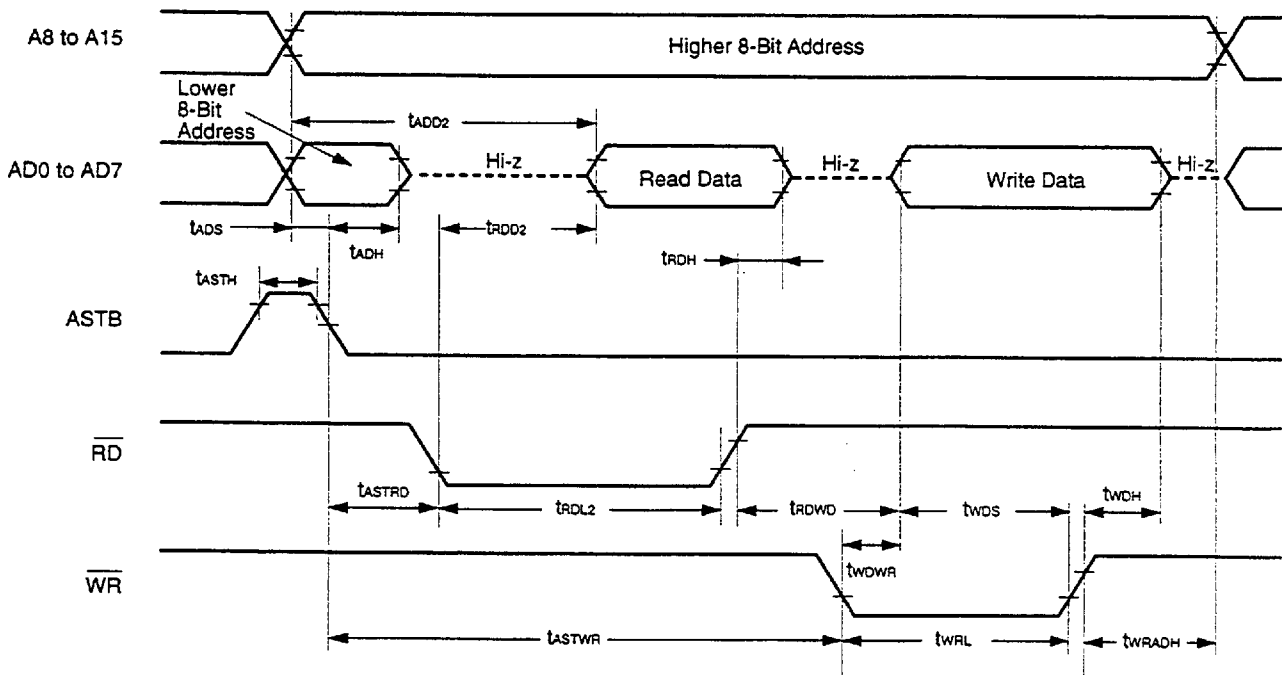 A8 to A15
Higher 8-Bit Address
Lower
8-Bit
Address
tADD2
AD0 to AD7
Hi-z
Read Data
Hi-z
Write Data
Hi-z
tADS
tADH
tRDD2
tRDH
tASTH
ASTB
RD
tASTRD
tRDL2
tRDWD
tWDS
tWDH
WR
tWDWR
tASTWR
tWRL
tWRADH